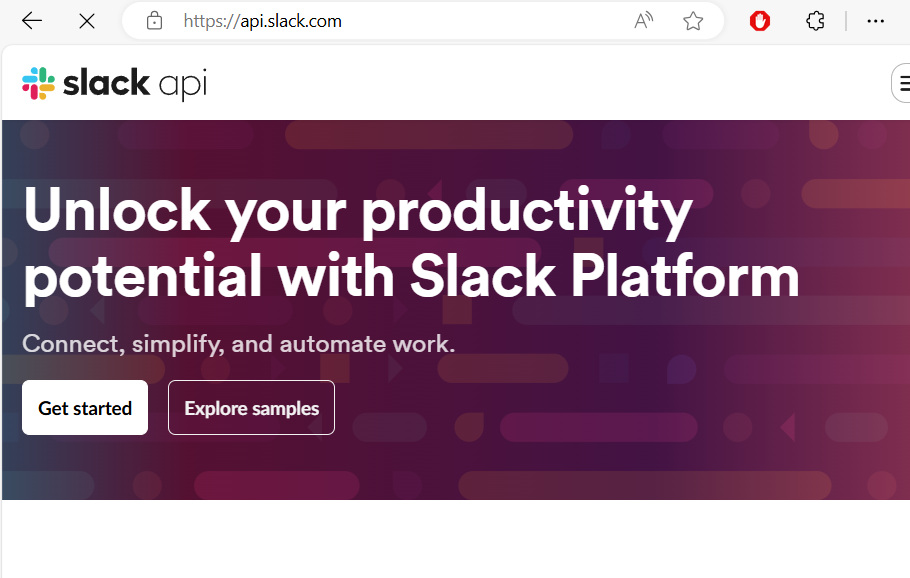 https://api.slack.com
slack api
Unlock your productivity
potential with Slack Platform
Connect, simplify, and automate work.
Get started
Explore samples